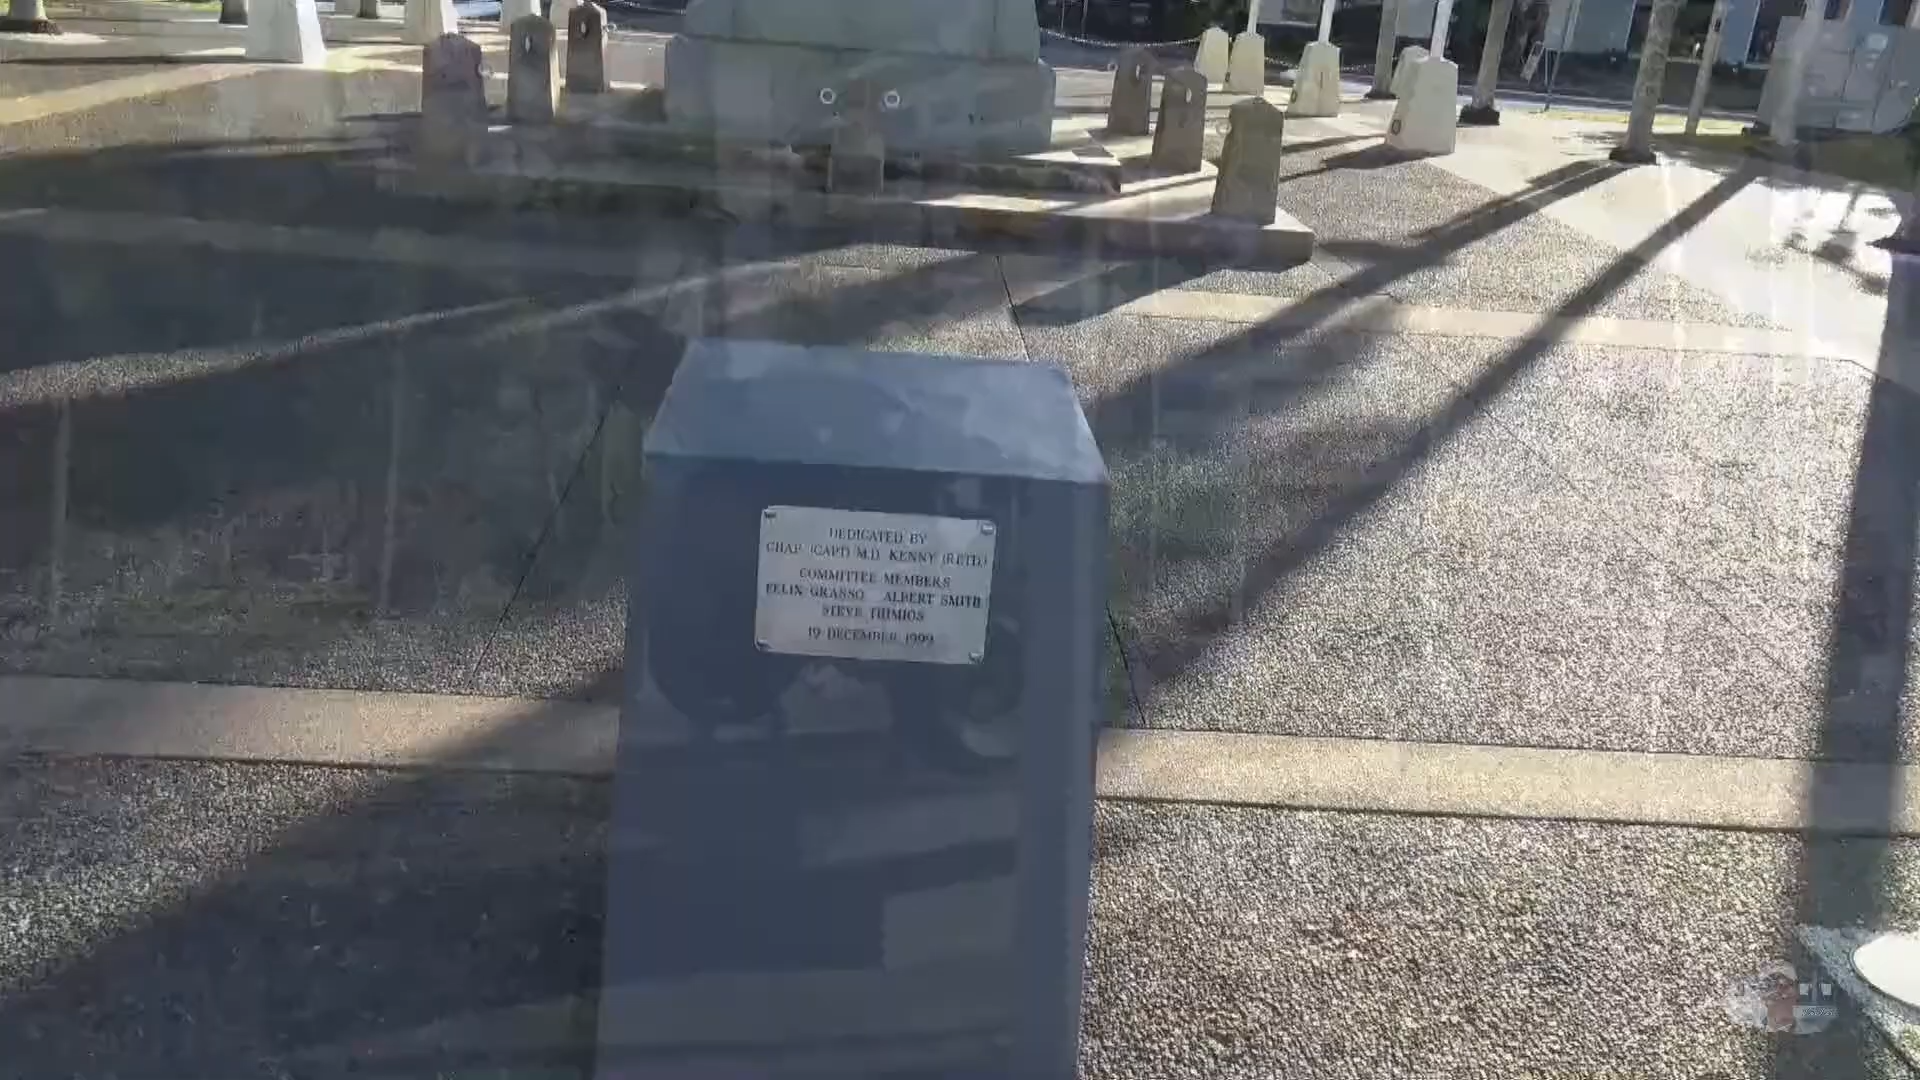 DEDICATED BY
CHAP (CAPT) M.D. KENNY (RETD)
COMMITTEE MEMBERS
FELIX GRASSO ALBERT SMITH
STEVE THIMIOS
19 DECEMBER 1999